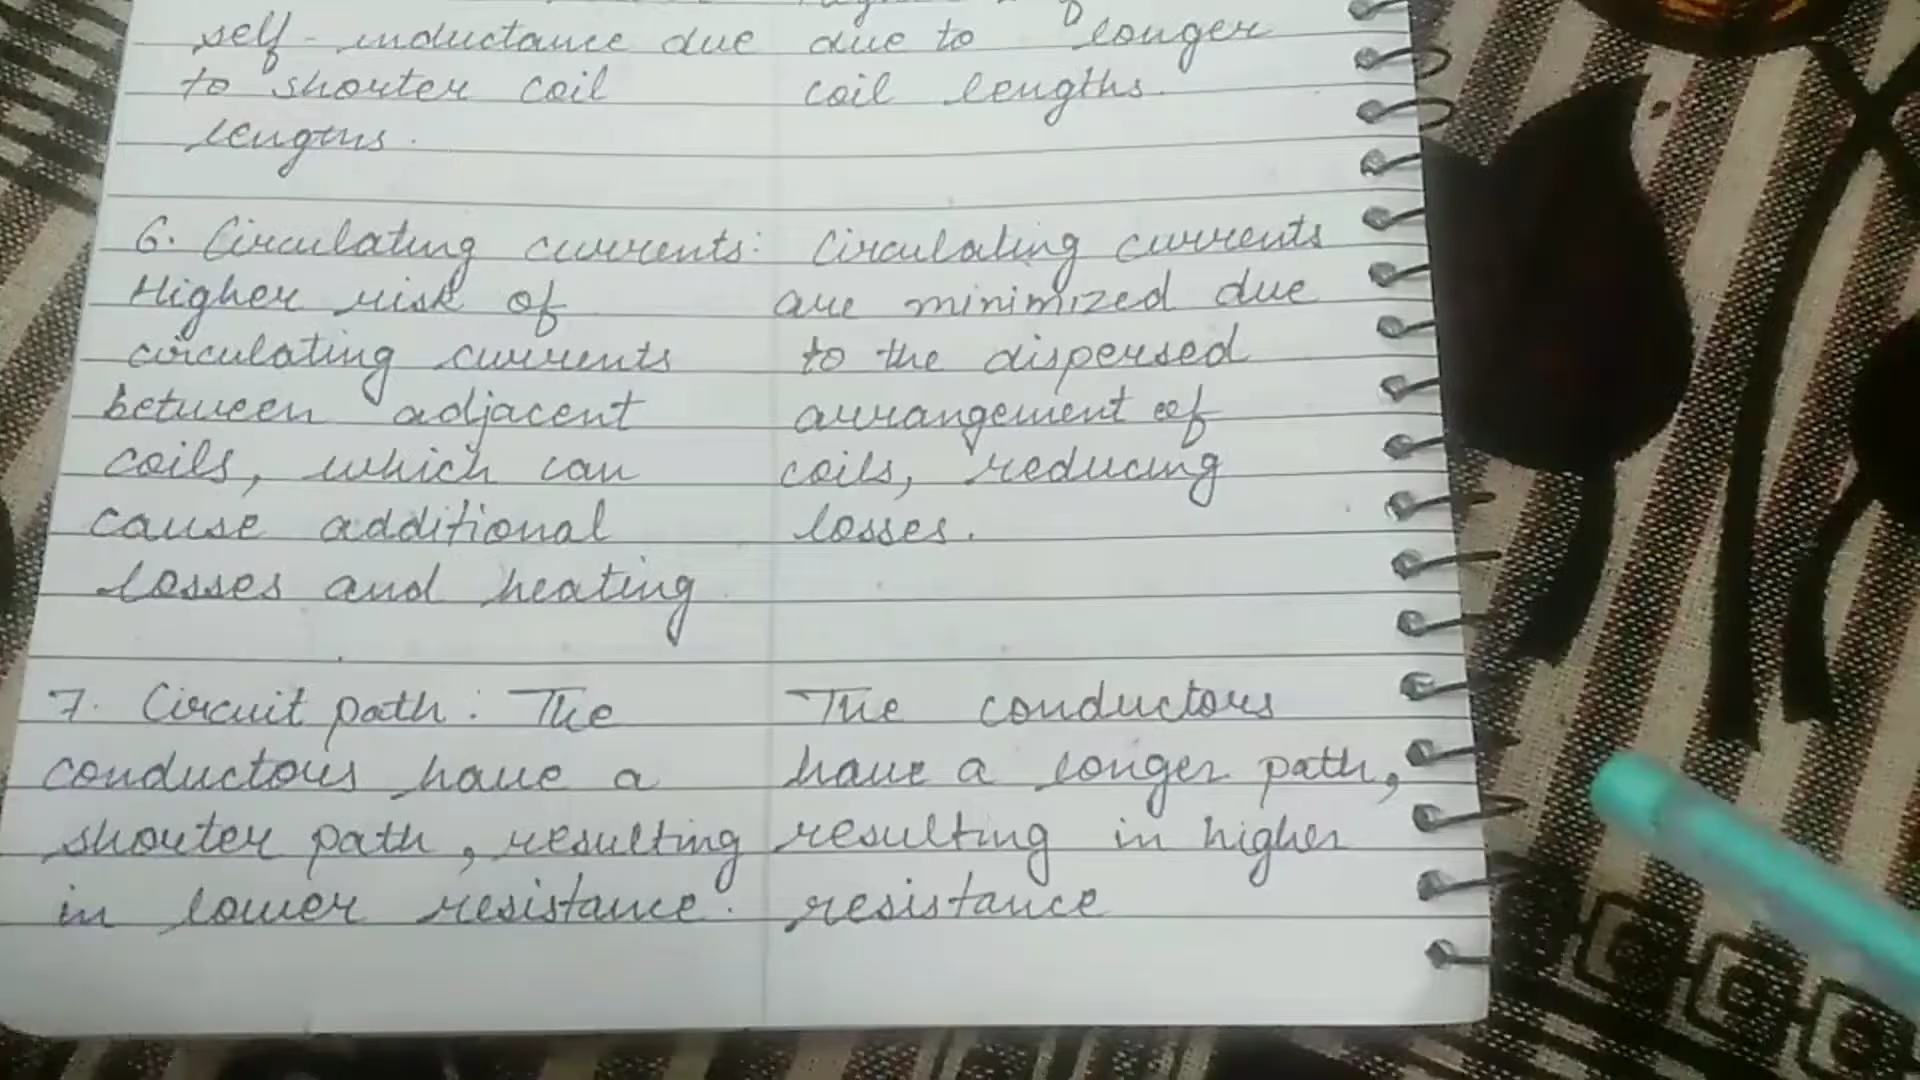 self-inductance due
to shorter coil
lengths.
due to longer
coil lengths.
6. Circulating currents:
Higher risk of
circulating currents
between adjacent
coils, which can
cause additional
losses and heating
Circulating currents
are minimized due
to the dispersed
arrangement of
coils, reducing
losses.
7. Circuit path: The
conductors have a
shorter path, resulting
in lower resistance.
The conductors
have a longer path,
resulting in higher
resistance